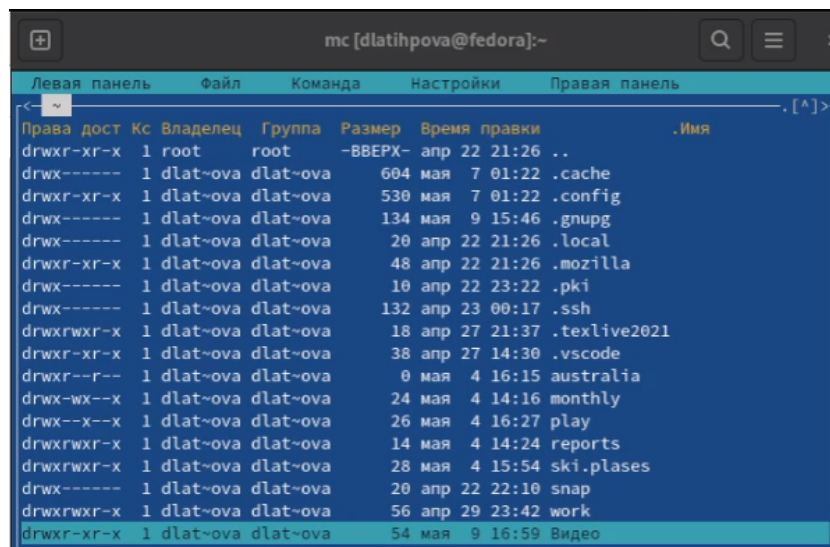 mc [dlatihpova@fedora]:~
Левая панель Файл Команда Настройки Правая панель
<- ~ .[^]>
Права дост Кс Владелец Группа Размер Время правки .Имя
drwxr-xr-x 1 root root -ВВЕРХ- апр 22 21:26 ..
drwx------ 1 dlat~ova dlat~ova 604 мая 7 01:22 .cache
drwxr-xr-x 1 dlat~ova dlat~ova 530 мая 7 01:22 .config
drwx------ 1 dlat~ova dlat~ova 134 мая 9 15:46 .gnupg
drwx------ 1 dlat~ova dlat~ova 20 апр 22 21:26 .local
drwxr-xr-x 1 dlat~ova dlat~ova 48 апр 22 21:26 .mozilla
drwx------ 1 dlat~ova dlat~ova 10 апр 22 23:22 .pki
drwx------ 1 dlat~ova dlat~ova 132 апр 23 00:17 .ssh
drwxrwxr-x 1 dlat~ova dlat~ova 18 апр 27 21:37 .texlive2021
drwxr-xr-x 1 dlat~ova dlat~ova 38 апр 27 14:30 .vscode
drwxr--r-- 1 dlat~ova dlat~ova 0 мая 4 16:15 australia
drwx-wx--x 1 dlat~ova dlat~ova 24 мая 4 14:16 monthly
drwx--x--x 1 dlat~ova dlat~ova 26 мая 4 16:27 play
drwxrwxr-x 1 dlat~ova dlat~ova 14 мая 4 14:24 reports
drwxrwxr-x 1 dlat~ova dlat~ova 28 мая 4 15:54 ski.plases
drwx------ 1 dlat~ova dlat~ova 20 апр 22 22:10 snap
drwxrwxr-x 1 dlat~ova dlat~ova 56 апр 29 23:42 work
drwxr-xr-x 1 dlat~ova dlat~ova 54 мая 9 16:59 Видео